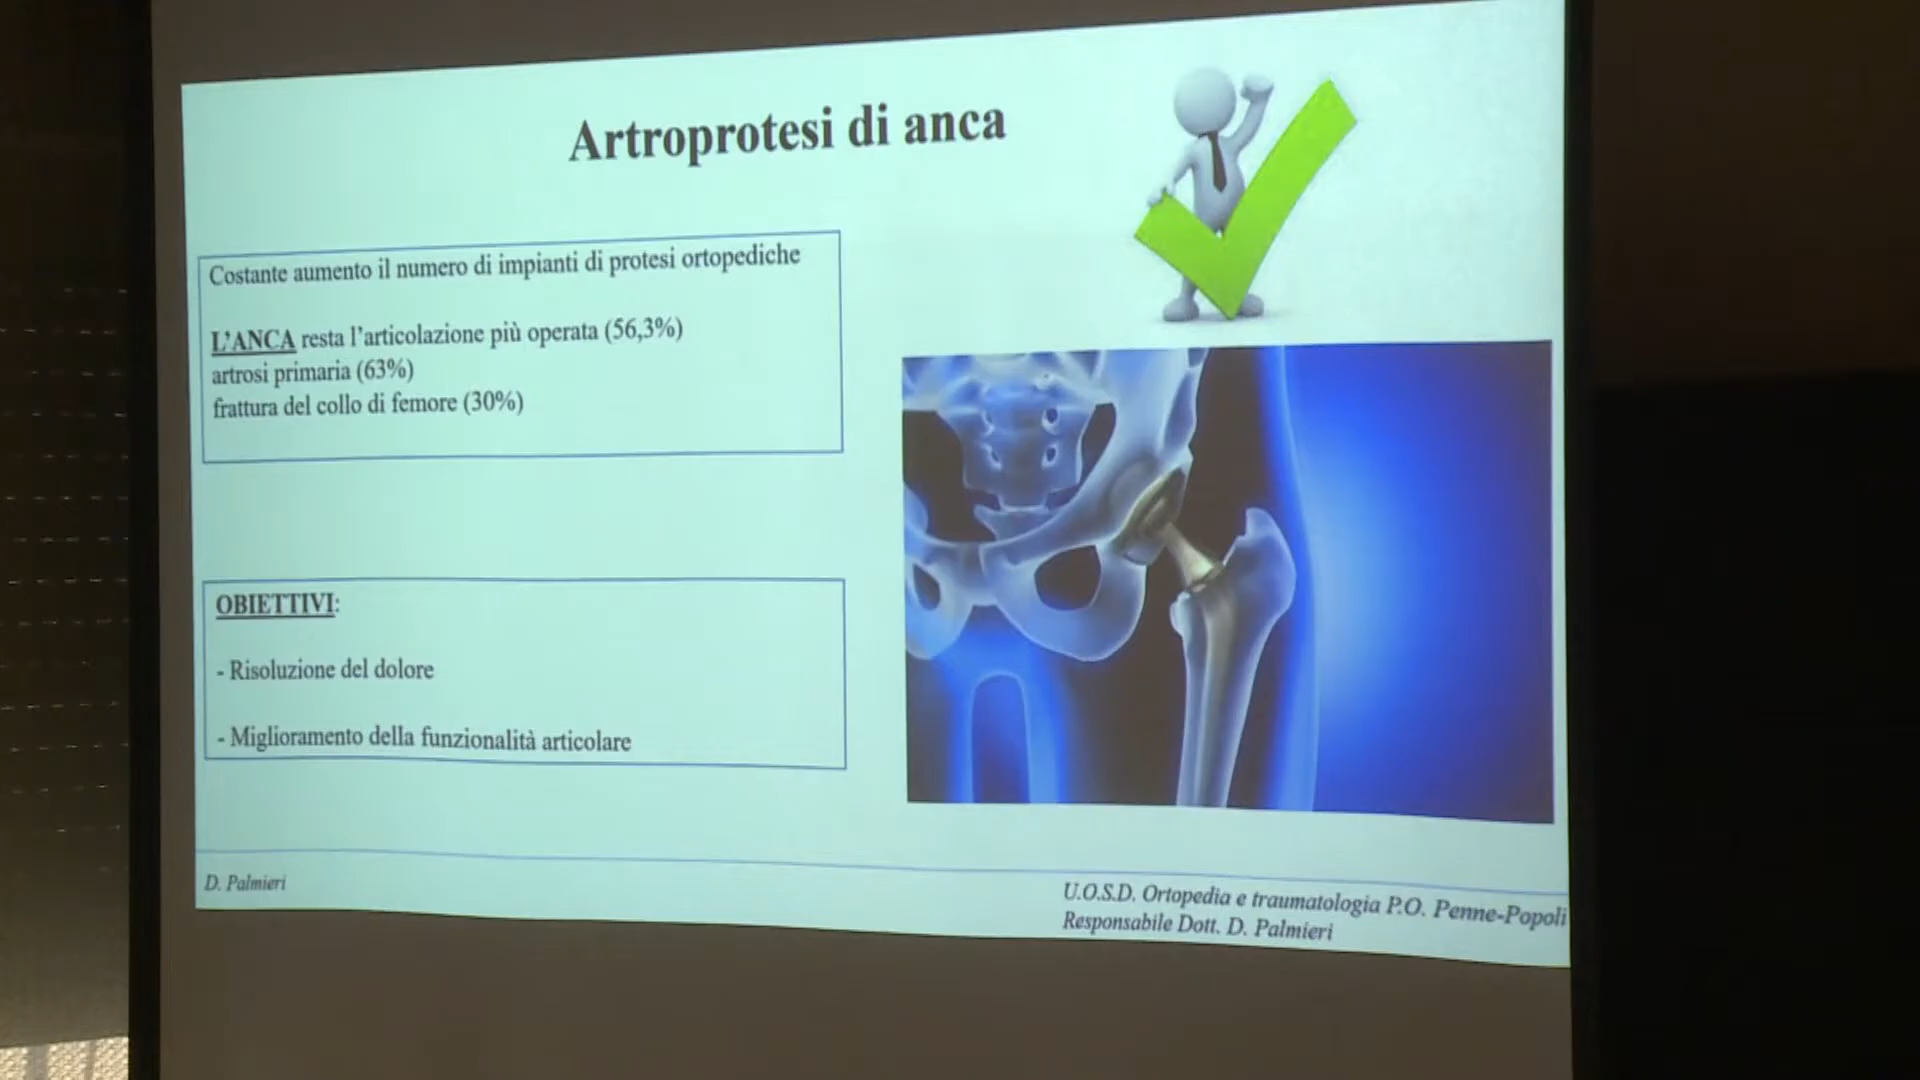 Artroprotesi di anca
Costante aumento il numero di impianti di protesi ortopediche
L'ANCA resta l'articolazione più operata (56,3%)
artrosi primaria (63%)
frattura del collo di femore (30%)
OBIETTIVI:
- Risoluzione del dolore
- Miglioramento della funzionalità articolare
D. Palmieri
U.O.S.D. Ortopedia e traumatologia P.O. Penne-Popoli
Responsabile Dott. D. Palmieri